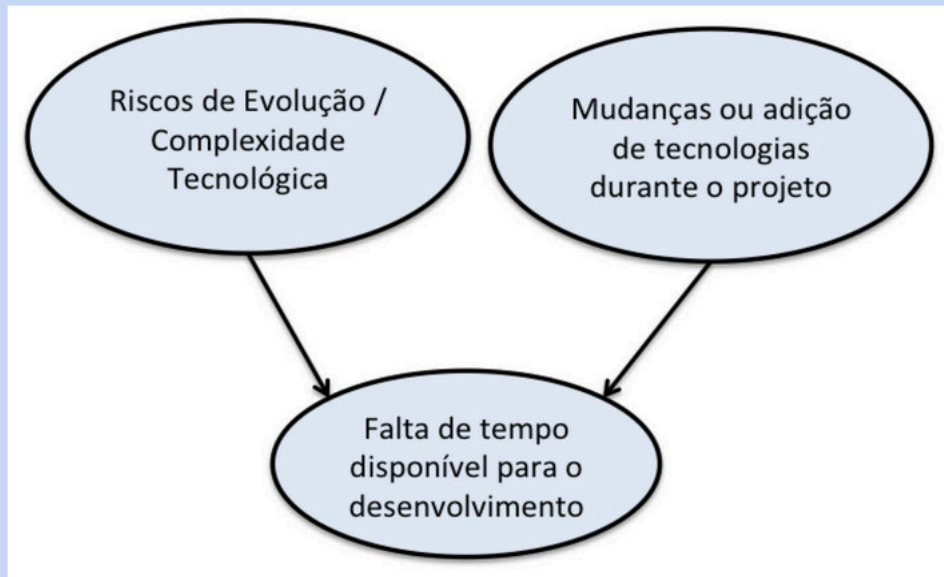 Riscos de Evolução /
Complexidade
Tecnológica
Mudanças ou adição
de tecnologias
durante o projeto
Falta de tempo
disponível para o
desenvolvimento